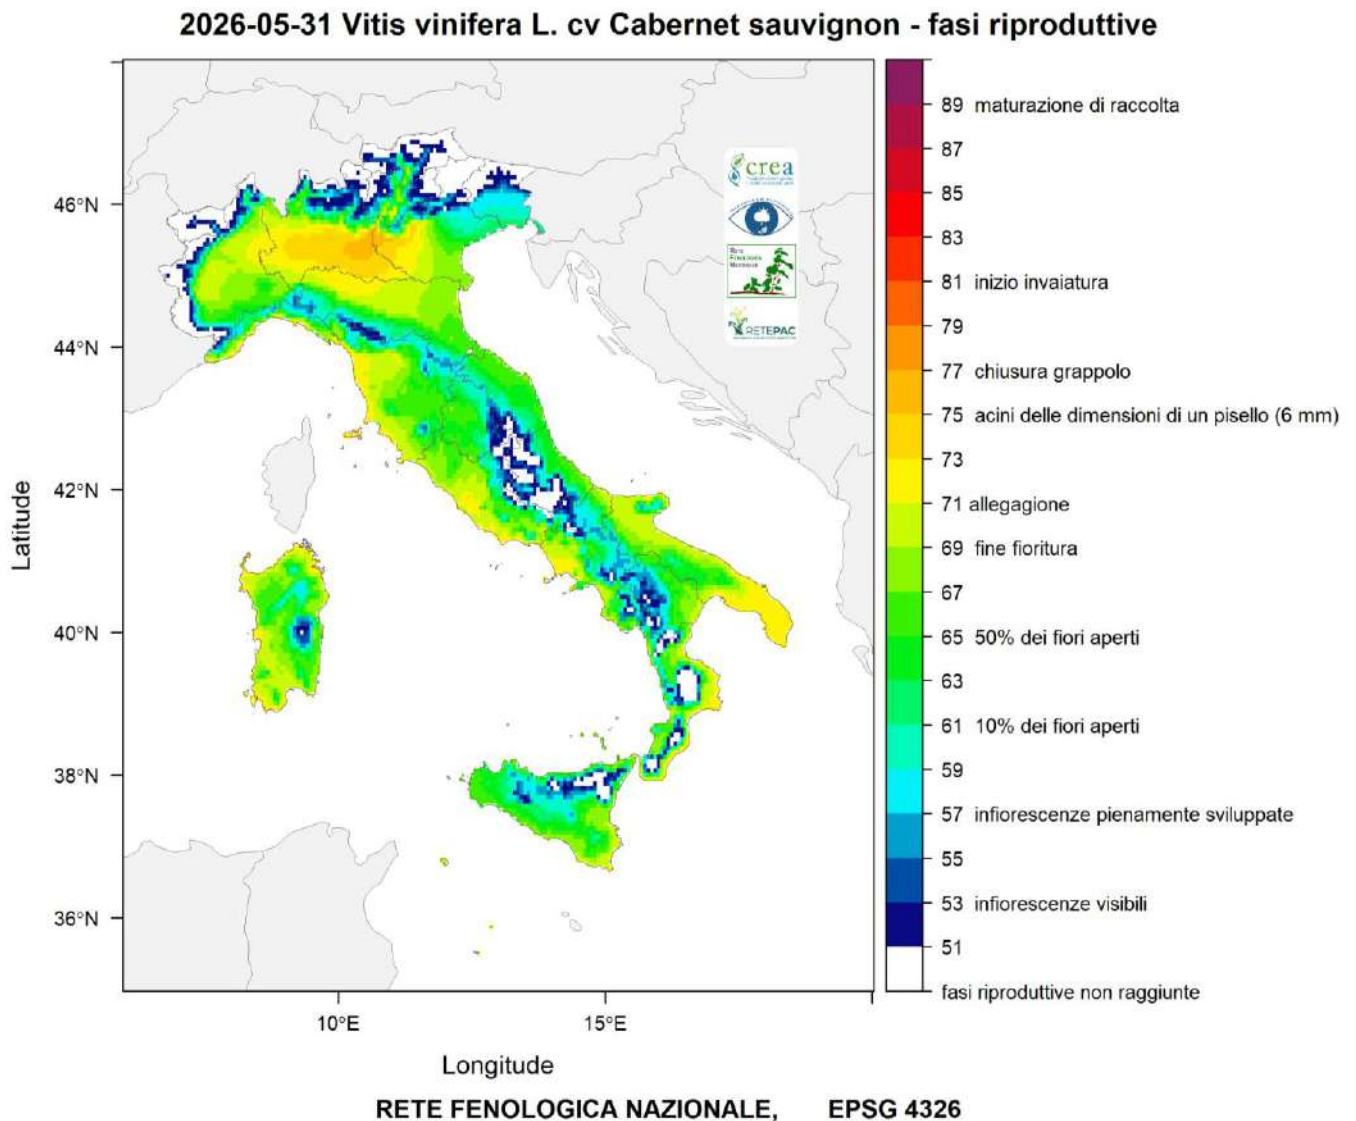 2026-05-31 Vitis vinifera L. cv Cabernet sauvignon - fasi riproduttive
crea
RETE
FENOLOGICA
NAZIONALE
RETEPAC
89 maturazione di raccolta
87
85
83
81 inizio invaiatura
79
77 chiusura grappolo
75 acini delle dimensioni di un pisello (6 mm)
73
71 allegagione
69 fine fioritura
67
65 50% dei fiori aperti
63
61 10% dei fiori aperti
59
57 infiorescenze pienamente sviluppate
55
53 infiorescenze visibili
51
fasi riproduttive non raggiunte
Latitude
46°N
44°N
42°N
40°N
38°N
36°N
10°E 15°E
Longitude
RETE FENOLOGICA NAZIONALE, EPSG 4326